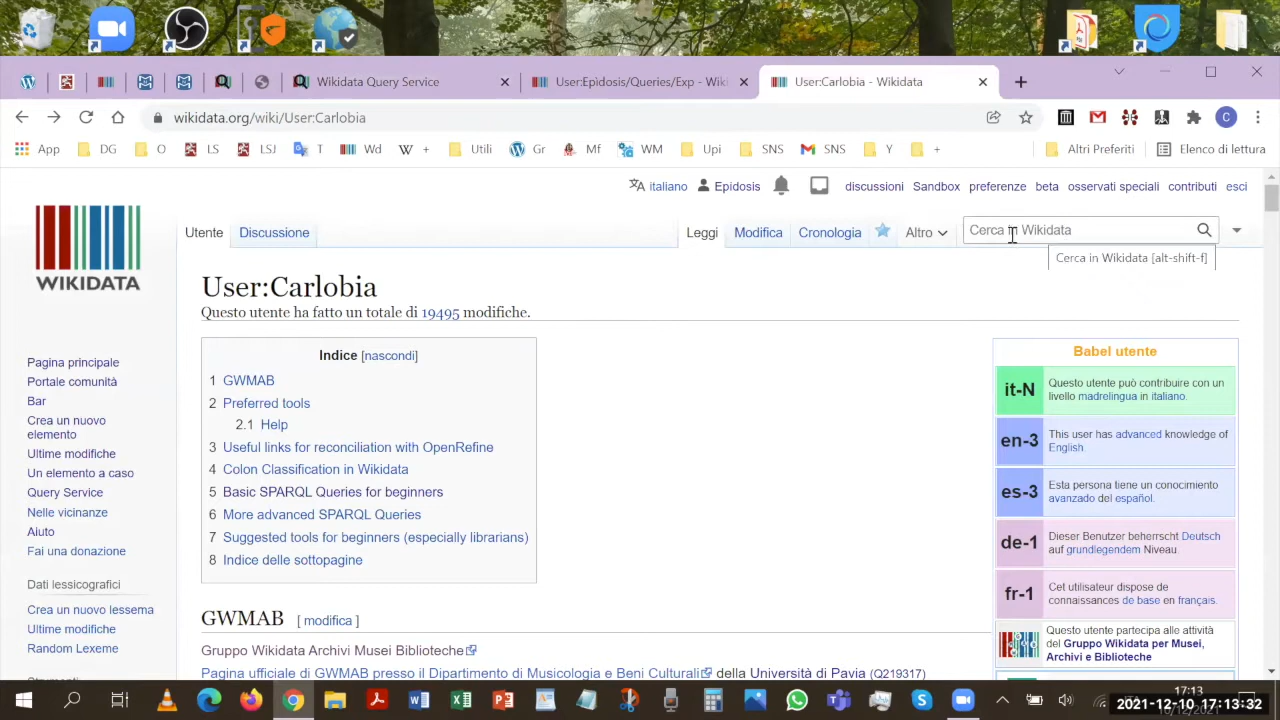 Wikidata Query Service
User:Epidosis/Queries/Exp - Wiki
User:Carlobia - Wikidata
wikidata.org/wiki/User:Carlobia
C
App
DG
O
LS
LSJ
T
Wd
+
Utili
Gr
Mf
WM
Upi
SNS
SNS
Y
+
Altri Preferiti
Elenco di lettura
italiano
Epidosis
discussioni
Sandbox
preferenze
beta
osservati speciali
contributi
esci
WIKIDATA
Utente
Discussione
Leggi
Modifica
Cronologia
Altro
Cerca in Wikidata
Cerca in Wikidata [alt-shift-f]
Pagina principale
Portale comunità
Bar
Crea un nuovo
elemento
Ultime modifiche
Un elemento a caso
Query Service
Nelle vicinanze
Aiuto
Fai una donazione
Dati lessicografici
Crea un nuovo lessema
Ultime modifiche
Random Lexeme
User:Carlobia
Questo utente ha fatto un totale di 19495 modifiche.
Indice [nascondi]
1 GWMAB
2 Preferred tools
2.1 Help
3 Useful links for reconciliation with OpenRefine
4 Colon Classification in Wikidata
5 Basic SPARQL Queries for beginners
6 More advanced SPARQL Queries
7 Suggested tools for beginners (especially librarians)
8 Indice delle sottopagine
GWMAB [ modifica ]
Gruppo Wikidata Archivi Musei Biblioteche
Pagina ufficiale di GWMAB presso il Dipartimento di Musicologia e Beni Culturali della Università di Pavia (Q219317)
Babel utente
it-N
Questo utente può contribuire con un
livello madrelingua in italiano.
en-3
This user has advanced knowledge of
English.
es-3
Esta persona tiene un conocimiento
avanzado del español.
de-1
Dieser Benutzer beherrscht Deutsch
auf grundlegendem Niveau.
fr-1
Cet utilisateur dispose de
connaissances de base en français.
Questo utente partecipa alle attività
del Gruppo Wikidata per Musei,
Archivi e Biblioteche
17:13
2021-12-10 17:13:32